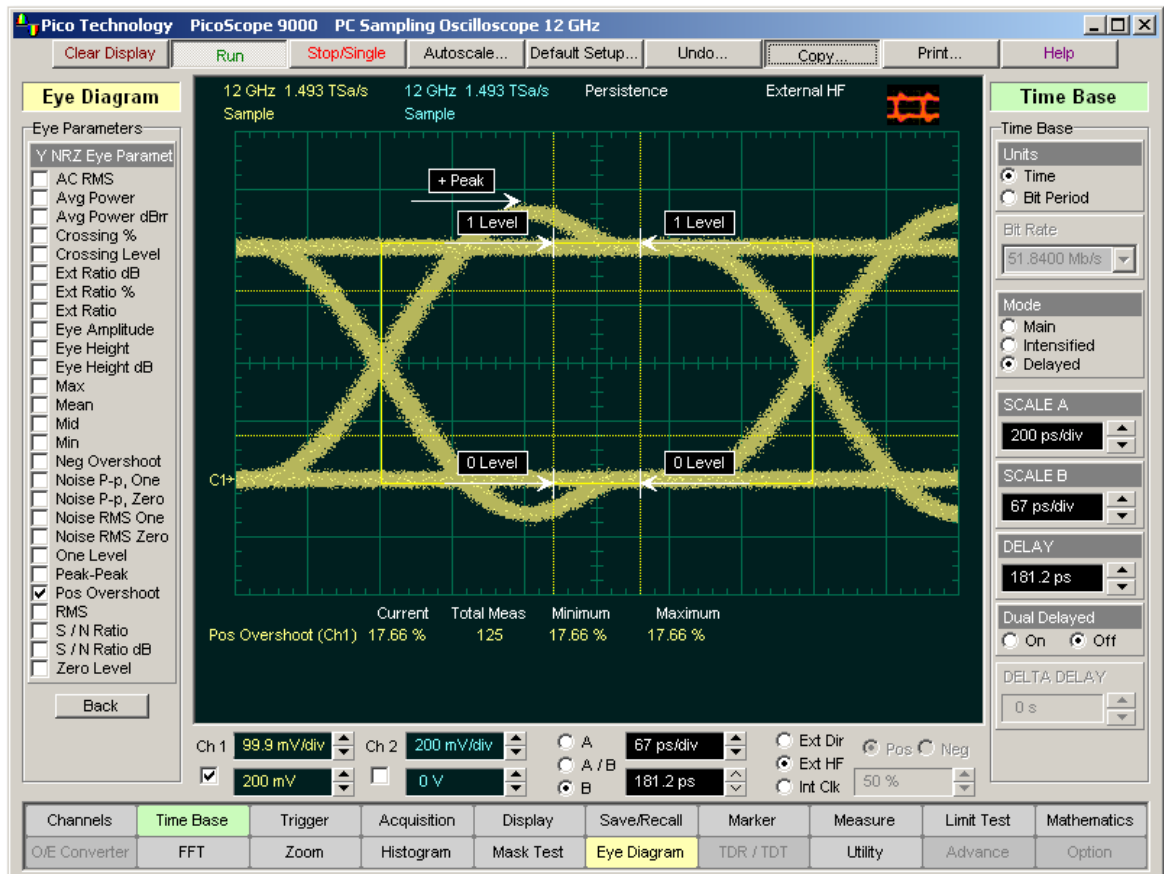 Pico Technology PicoScope 9000 PC Sampling Oscilloscope 12 GHz
Clear Display Run Stop/Single Autoscale... Default Setup... Undo... Copy... Print... Help
Eye Diagram
Eye Parameters
Y NRZ Eye Paramet
AC RMS
Avg Power
Avg Power dBm
Crossing %
Crossing Level
Ext Ratio dB
Ext Ratio %
Ext Ratio
Eye Amplitude
Eye Height
Eye Height dB
Max
Mean
Mid
Min
Neg Overshoot
Noise P-p, One
Noise P-p, Zero
Noise RMS One
Noise RMS Zero
One Level
Peak-Peak
Pos Overshoot
RMS
S / N Ratio
S / N Ratio dB
Zero Level
Back
12 GHz 1.493 TSa/s 12 GHz 1.493 TSa/s Persistence External HF
Sample Sample
+ Peak
1 Level 1 Level
0 Level 0 Level
C1+
Current Total Meas Minimum Maximum
Pos Overshoot (Ch1) 17.66 % 125 17.66 % 17.66 %
Time Base
Time Base
Units
Time
Bit Period
Bit Rate
51.8400 Mb/s
Mode
Main
Intensified
Delayed
SCALE A
200 ps/div
SCALE B
67 ps/div
DELAY
181.2 ps
Dual Delayed
On Off
DELTA DELAY
0 s
Ch 1 99.9 mV/div Ch 2 200 mV/div A 67 ps/div Ext Dir Pos Neg
A / B Ext HF
200 mV 0 V B 181.2 ps Int Clk 50 %
Channels Time Base Trigger Acquisition Display Save/Recall Marker Measure Limit Test Mathematics
O/E Converter FFT Zoom Histogram Mask Test Eye Diagram TDR / TDT Utility Advance Option